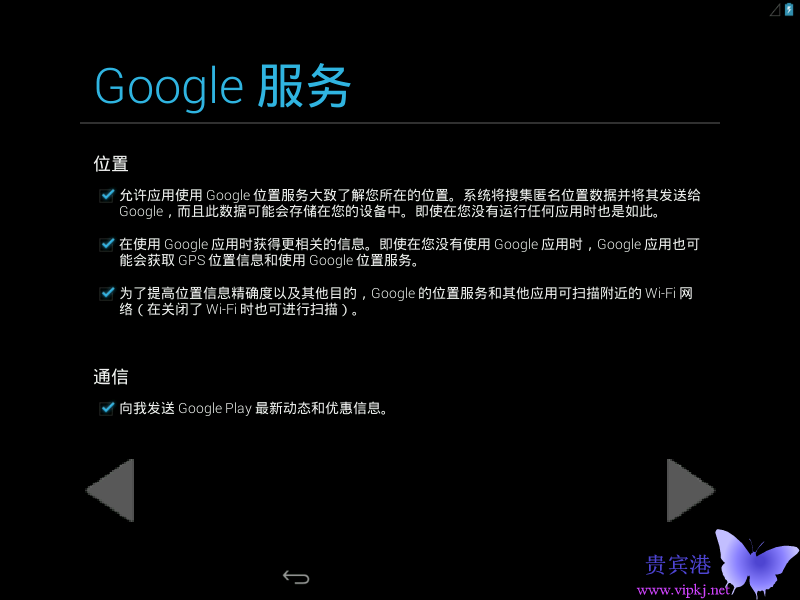 Google 服务
位置
允许应用使用 Google 位置服务大致了解您所在的位置。系统将搜集匿名位置数据并将其发送给
Google，而且此数据可能会存储在您的设备中。即使在您没有运行任何应用时也是如此。
在使用 Google 应用时获得更相关的信息。即使在您没有使用 Google 应用时，Google 应用也可
能会获取 GPS 位置信息和使用 Google 位置服务。
为了提高位置信息精确度以及其他目的，Google 的位置服务和其他应用可扫描附近的 Wi-Fi 网
络（在关闭了 Wi-Fi 时也可进行扫描）。
通信
向我发送 Google Play 最新动态和优惠信息。
贵宾港
www.vipkj.net